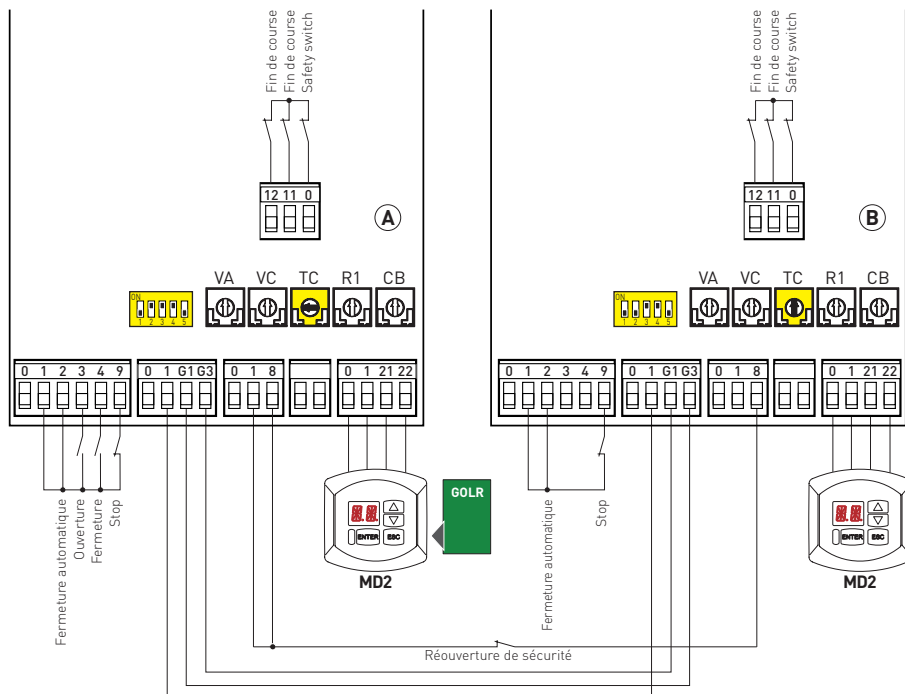 Fin de course
Fin de course
Safety switch
12 11 0
A
VA VC TC R1 CB
ON
1 2 3 4 5
0 1 2 3 4 9
0 1 G1 G3
0 1 8
0 1 21 22
Fermeture automatique
Ouverture
Fermeture
Stop
ENTER
ESC
MD2
GOLR
Fin de course
Fin de course
Safety switch
12 11 0
B
VA VC TC R1 CB
ON
1 2 3 4 5
0 1 2 3 4 9
0 1 G1 G3
0 1 8
0 1 21 22
Fermeture automatique
Stop
ENTER
ESC
MD2
Réouverture de sécurité